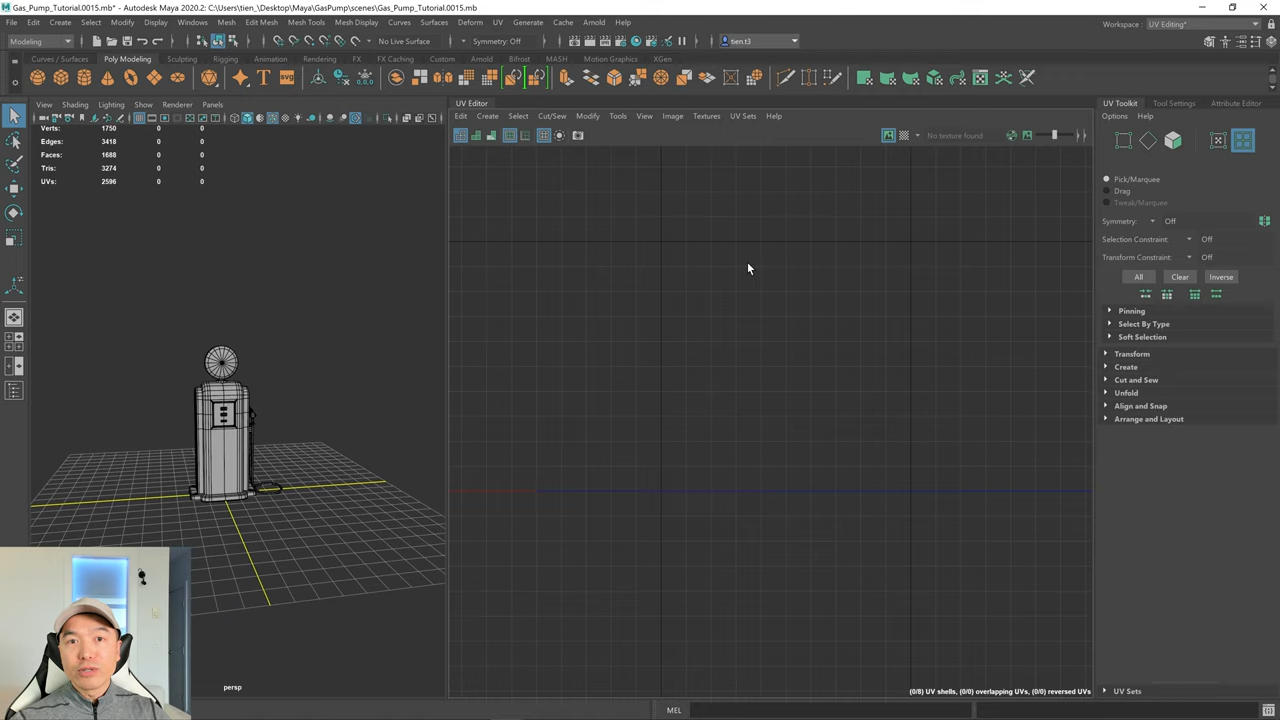 Gas_Pump_Tutorial.0015.mb* - Autodesk Maya 2020.2: C:\Users\tien_\Desktop\Maya\GasPump\scenes\Gas_Pump_Tutorial.0015.mb
File Edit Create Select Modify Display Windows Mesh Edit Mesh Mesh Tools Mesh Display Curves Surfaces Deform UV Generate Cache Arnold Help
Workspace : UV Editing*
Modeling No Live Surface Symmetry: Off tien.t3
Curves / Surfaces Poly Modeling Sculpting Rigging Animation Rendering FX FX Caching Custom Arnold Bifrost MASH Motion Graphics XGen
SVG
View Shading Lighting Show Renderer Panels
Verts: 1750 0 0
Edges: 3418 0 0
Faces: 1688 0 0
Tris: 3274 0 0
UVs: 2596 0 0
persp
UV Editor
Edit Create Select Cut/Sew Modify Tools View Image Textures UV Sets Help
No texture found
(0/8) UV shells, (0/0) overlapping UVs, (0/0) reversed UVs
UV Toolkit Tool Settings Attribute Editor
Options Help
Pick/Marquee
Drag
Tweak/Marquee
Symmetry: Off
Selection Constraint: Off
Transform Constraint: Off
All Clear Inverse
Pinning
Select By Type
Soft Selection
Transform
Create
Cut and Sew
Unfold
Align and Snap
Arrange and Layout
UV Sets
MEL